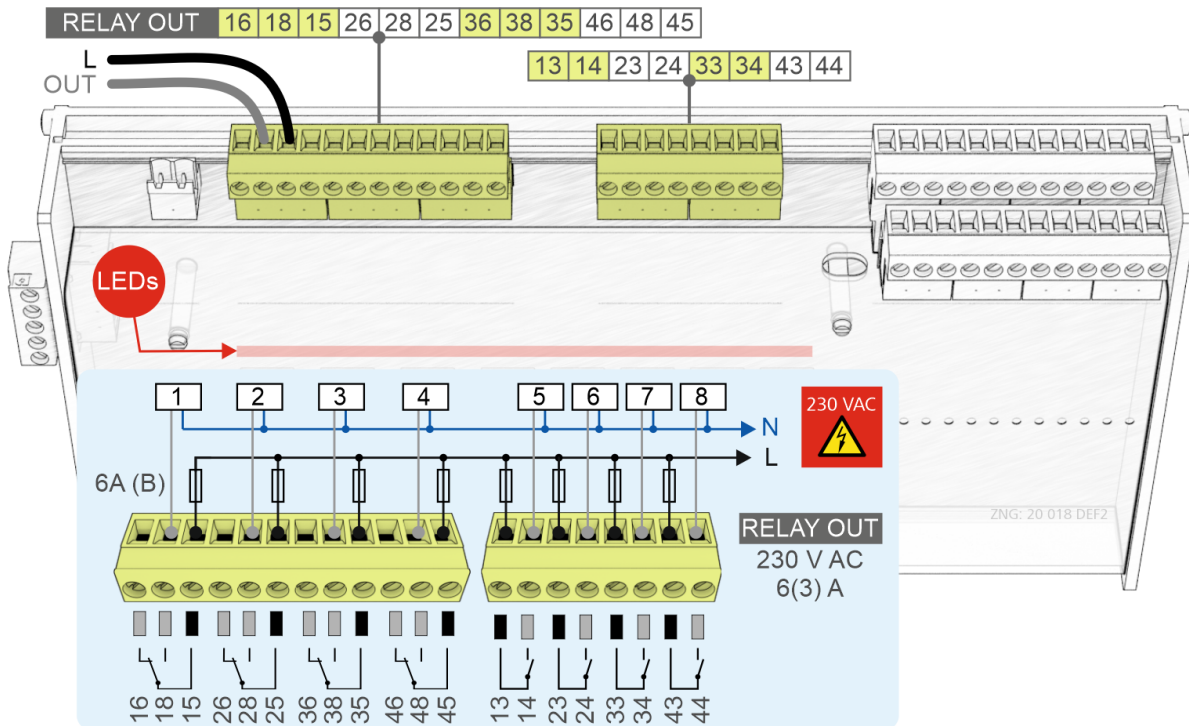 RELAY OUT 16 18 15 26 28 25 36 38 35 46 48 45
L
OUT
13 14 23 24 33 34 43 44
LEDs
1 2 3 4 5 6 7 8
230 VAC
N
L
6A (B)
ZNG: 20 018 DEF2
RELAY OUT
230 V AC
6(3) A
16 18 15 26 28 25 36 38 35 46 48 45 13 14 23 24 33 34 43 44